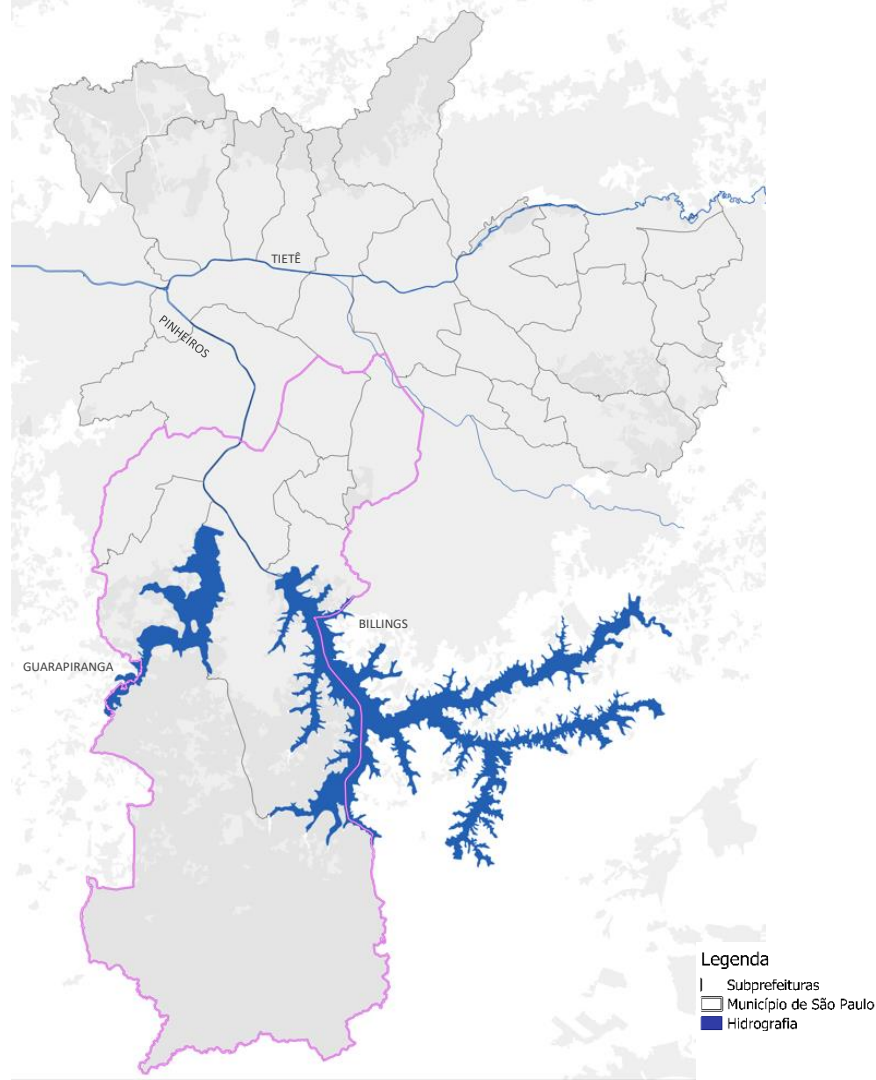 TIETÊ
PINHEIROS
BILLINGS
GUARAPIRANGA
Legenda
Subprefeituras
Município de São Paulo
Hidrografia